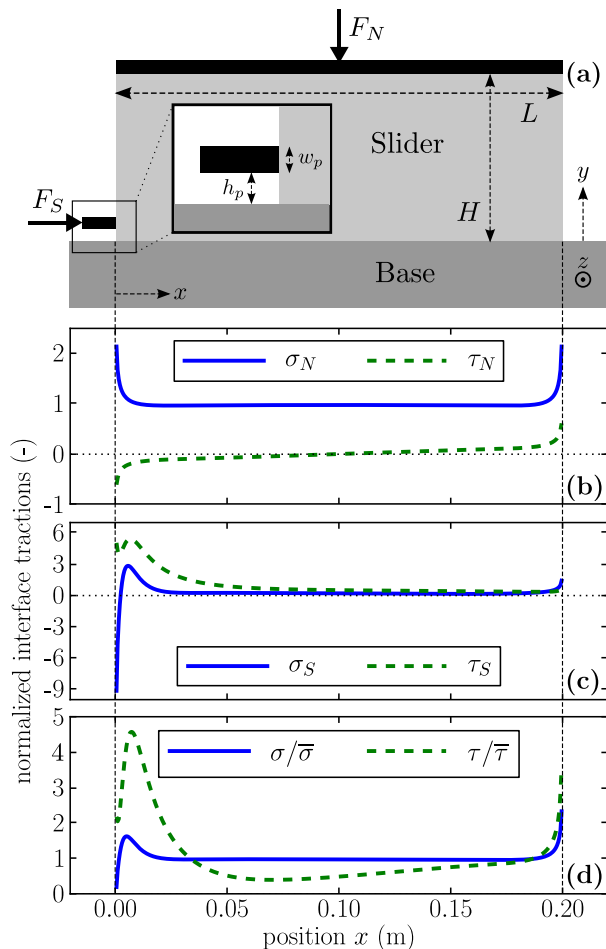 F_N
(a)
L
Slider
w_p
h_p
F_S
H
y
Base
z
x
2
1
0
-1
σ_N
τ_N
(b)
6
3
0
-3
-6
-9
σ_S
τ_S
(c)
5
4
3
2
1
0
σ/σ̅
τ/τ̅
(d)
normalized interface tractions (-)
0.00 0.05 0.10 0.15 0.20
position x (m)